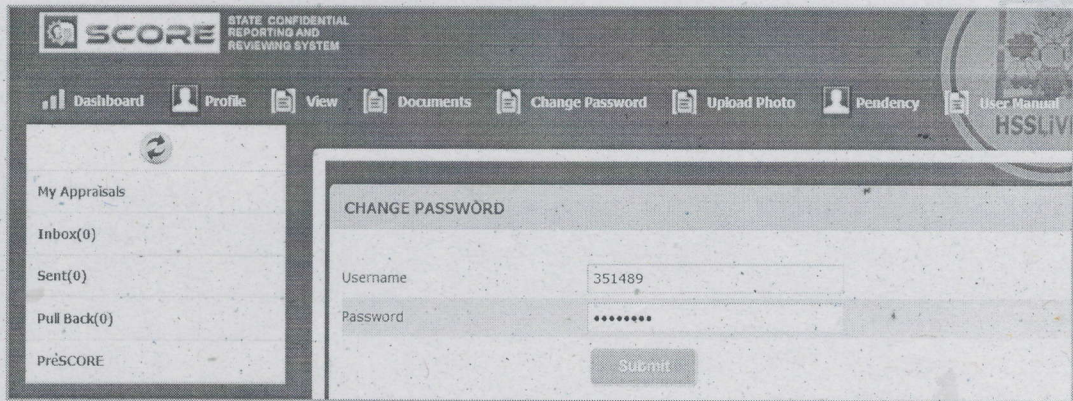 SCORE
STATE CONFIDENTIAL
REPORTING AND
REVIEWING SYSTEM
Dashboard Profile View Documents Change Password Upload Photo Pendency User Manual
HSSLiV
My Appraisals
Inbox(0)
Sent(0)
Pull Back(0)
PreSCORE
CHANGE PASSWORD
Username 351489
Password ••••••••
Submit